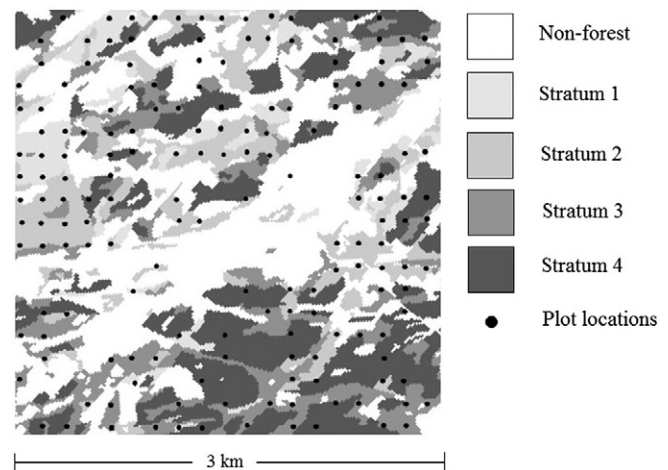 Non-forest
Stratum 1
Stratum 2
Stratum 3
Stratum 4
Plot locations
3 km